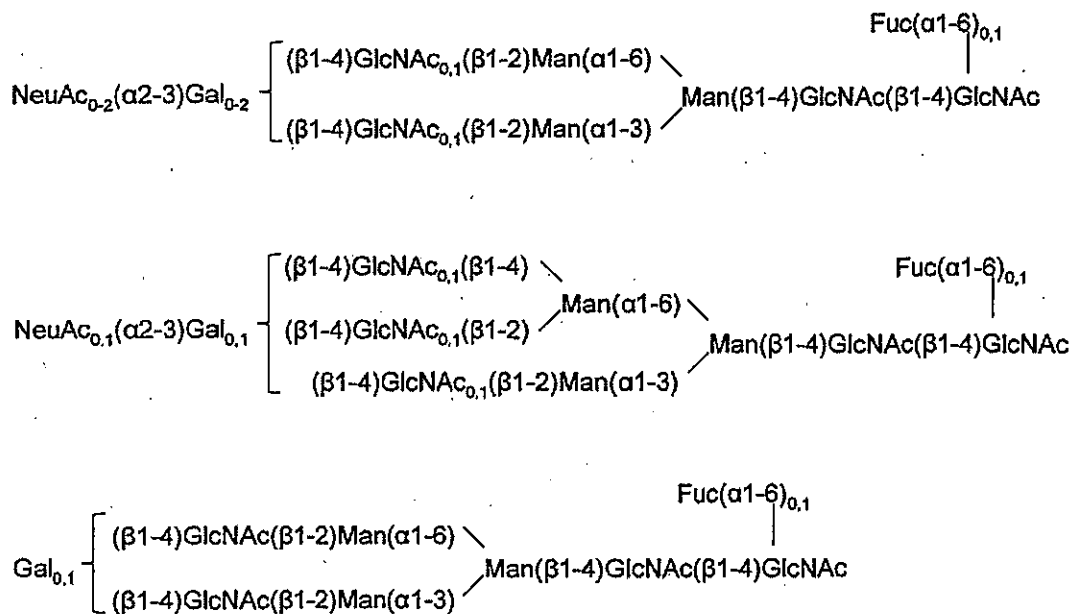 Fuc(α1-6)₀,₁
(β1-4)GlcNAc₀,₁(β1-2)Man(α1-6)
NeuAc₀₋₂(α2-3)Gal₀₋₂
Man(β1-4)GlcNAc(β1-4)GlcNAc
(β1-4)GlcNAc₀,₁(β1-2)Man(α1-3)
(β1-4)GlcNAc₀,₁(β1-4)
Fuc(α1-6)₀,₁
Man(α1-6)
NeuAc₀,₁(α2-3)Gal₀,₁
(β1-4)GlcNAc₀,₁(β1-2)
Man(β1-4)GlcNAc(β1-4)GlcNAc
(β1-4)GlcNAc₀,₁(β1-2)Man(α1-3)
Fuc(α1-6)₀,₁
(β1-4)GlcNAc(β1-2)Man(α1-6)
Gal₀,₁
Man(β1-4)GlcNAc(β1-4)GlcNAc
(β1-4)GlcNAc(β1-2)Man(α1-3)